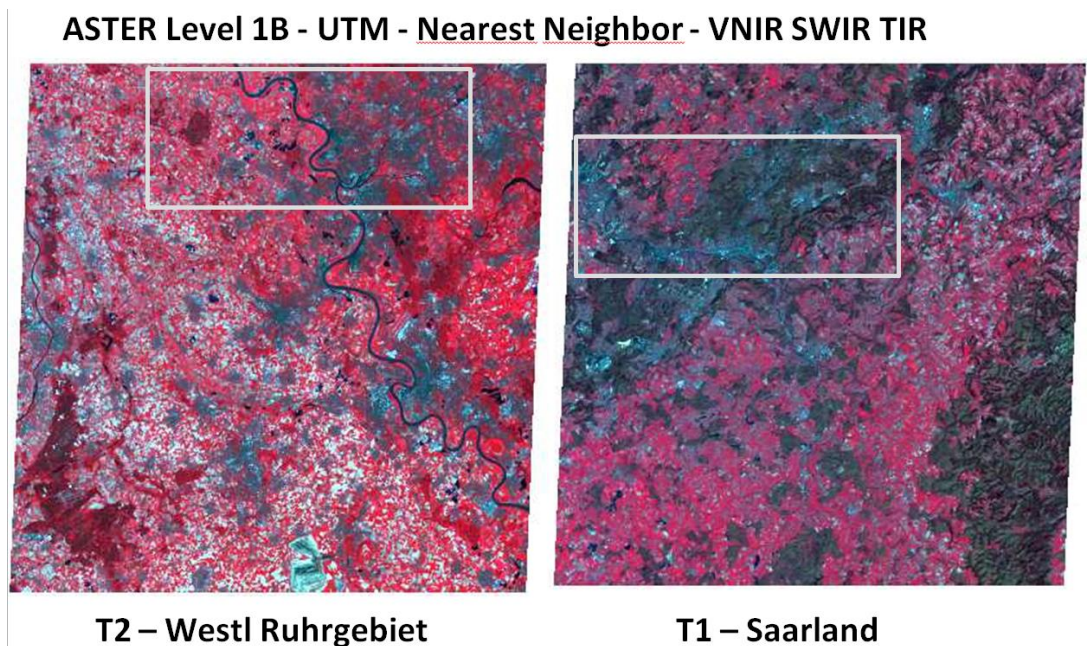 ASTER Level 1B - UTM - Nearest Neighbor - VNIR SWIR TIR
T2 – Westl Ruhrgebiet
T1 – Saarland